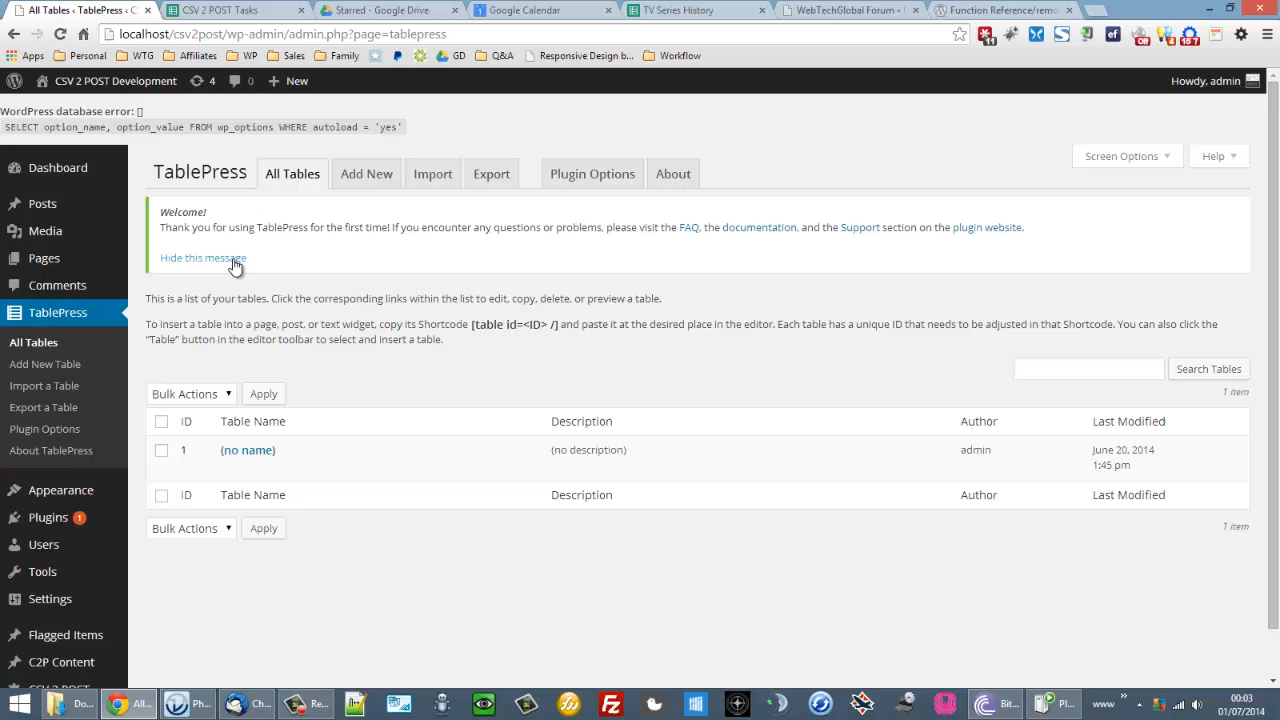 All Tables ‹ TablePress ‹ C
CSV 2 POST Tasks
Starred - Google Drive
Google Calendar
TV Series History
WebTechGlobal Forum •
Function Reference/remo
localhost/csv2post/wp-admin/admin.php?page=tablepress
Apps
Personal
WTG
Affiliates
WP
Sales
Family
GD
Q&A
Responsive Design b...
Workflow
CSV 2 POST Development
4
0
New
Howdy, admin
WordPress database error: []
SELECT option_name, option_value FROM wp_options WHERE autoload = 'yes'
Screen Options
Help
TablePress
All Tables
Add New
Import
Export
Plugin Options
About
Dashboard
Posts
Media
Pages
Comments
TablePress
All Tables
Add New Table
Import a Table
Export a Table
Plugin Options
About TablePress
Appearance
Plugins 1
Users
Tools
Settings
Flagged Items
C2P Content
Welcome!
Thank you for using TablePress for the first time! If you encounter any questions or problems, please visit the FAQ, the documentation, and the Support section on the plugin website.
Hide this message
This is a list of your tables. Click the corresponding links within the list to edit, copy, delete, or preview a table.
To insert a table into a page, post, or text widget, copy its Shortcode [table id=<ID> /] and paste it at the desired place in the editor. Each table has a unique ID that needs to be adjusted in that Shortcode. You can also click the
"Table" button in the editor toolbar to select and insert a table.
Search Tables
Bulk Actions
Apply
1 item
ID Table Name Description Author Last Modified
1 (no name) (no description) admin June 20, 2014
1:45 pm
ID Table Name Description Author Last Modified
Bulk Actions
Apply
1 item
Do...
All...
Ph...
Ch...
Re...
Bit...
Pl...
www
00:03
01/07/2014